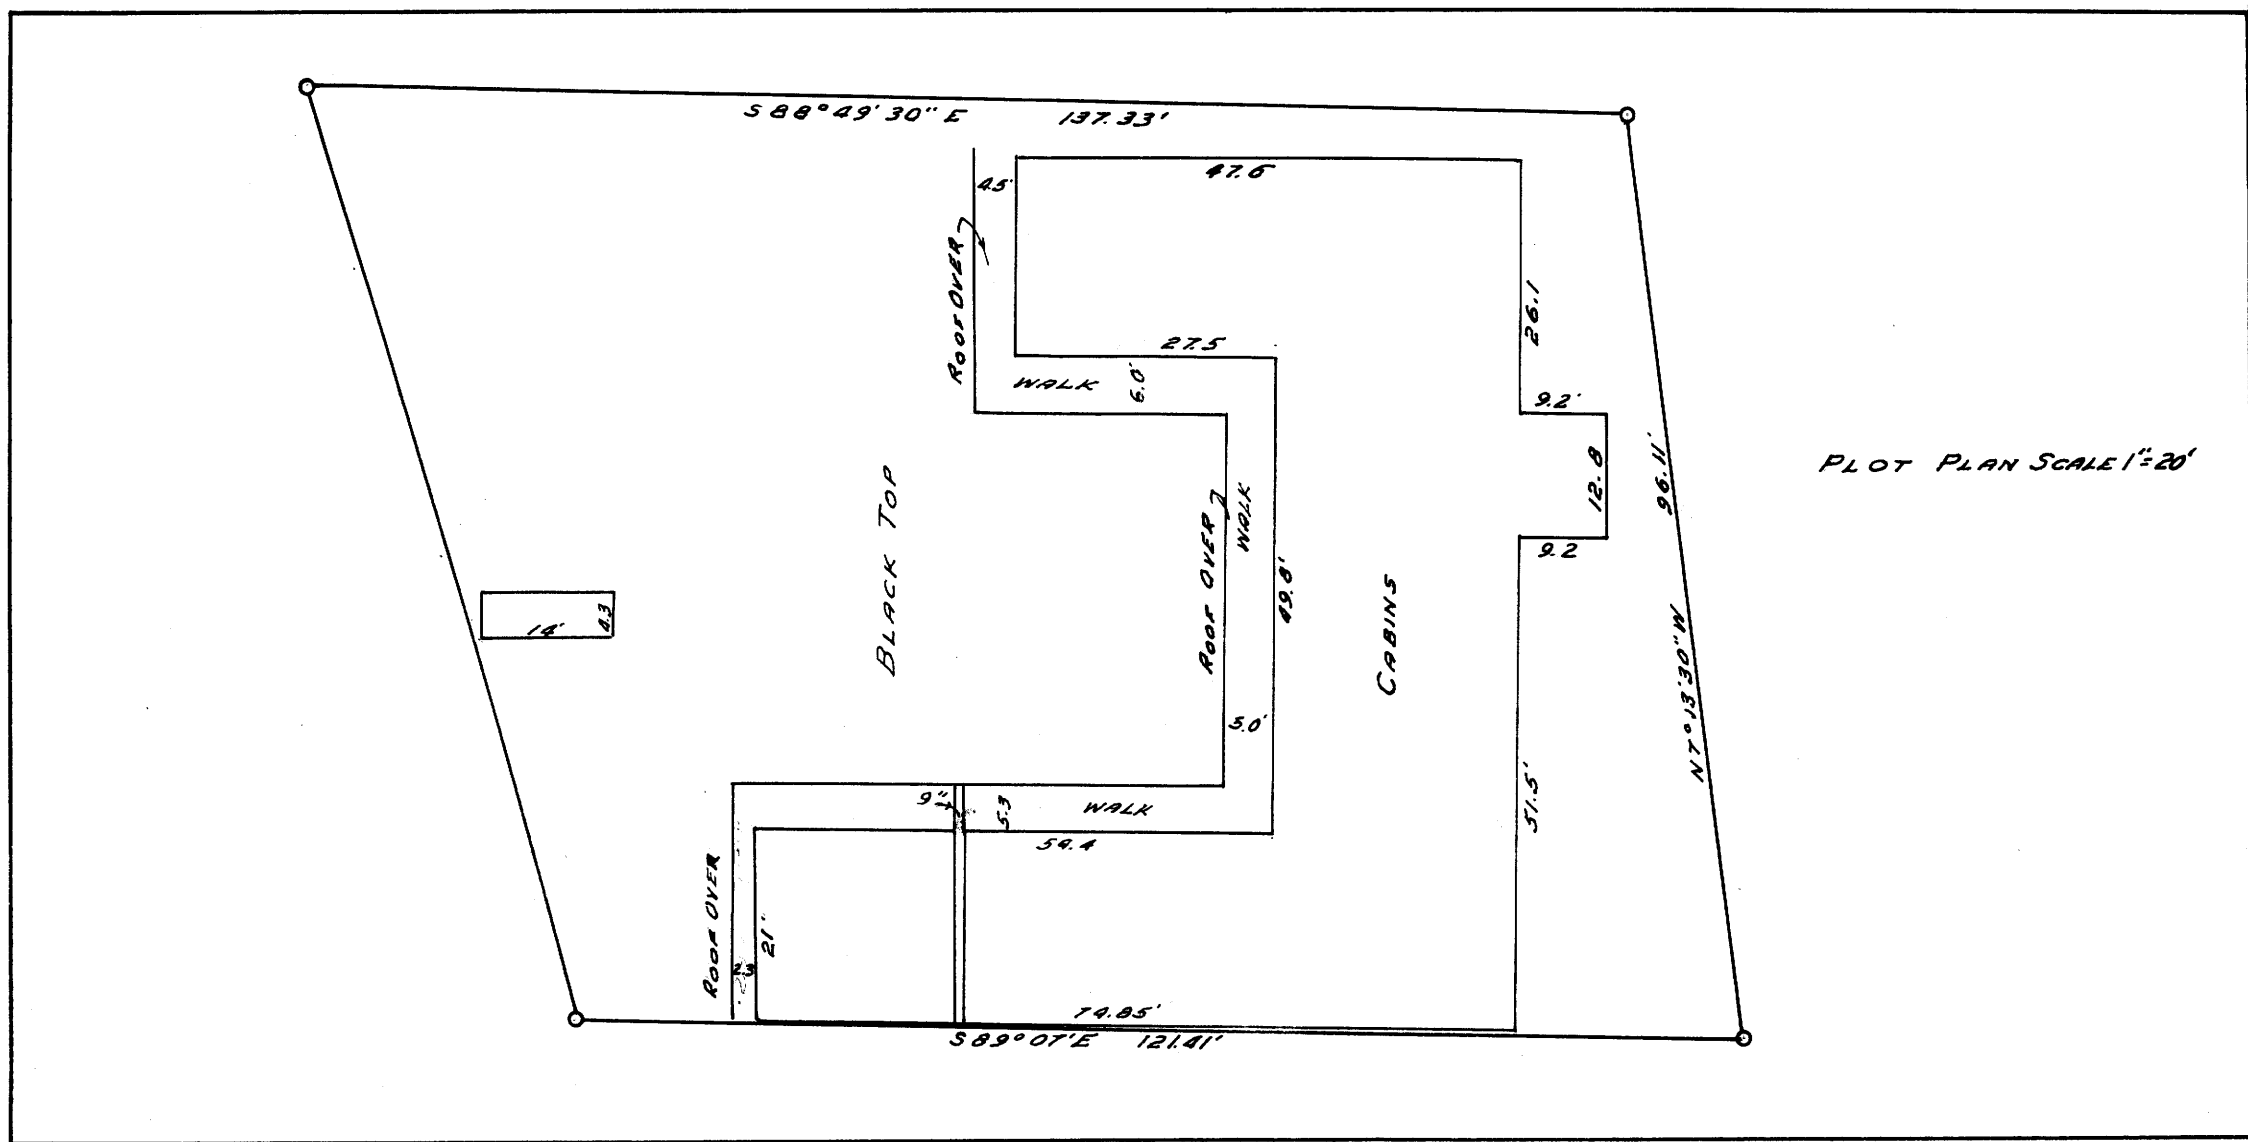 S 88° 49' 30" E 137.33'
47.6
4.5'
ROOF OVER
26.1
27.5
WALK
6.0'
9.2'
12.8
9.2
96.11'
N 7° 13' 30" W
PLOT PLAN SCALE 1"=20'
BLACK TOP
ROOF OVER
WALK
49.8'
CABINS
14'
4.3
5.0'
51.5'
9"
5.3
WALK
54.4
ROOF OVER
21'
2.3
79.85'
S 89° 07' E 121.41'